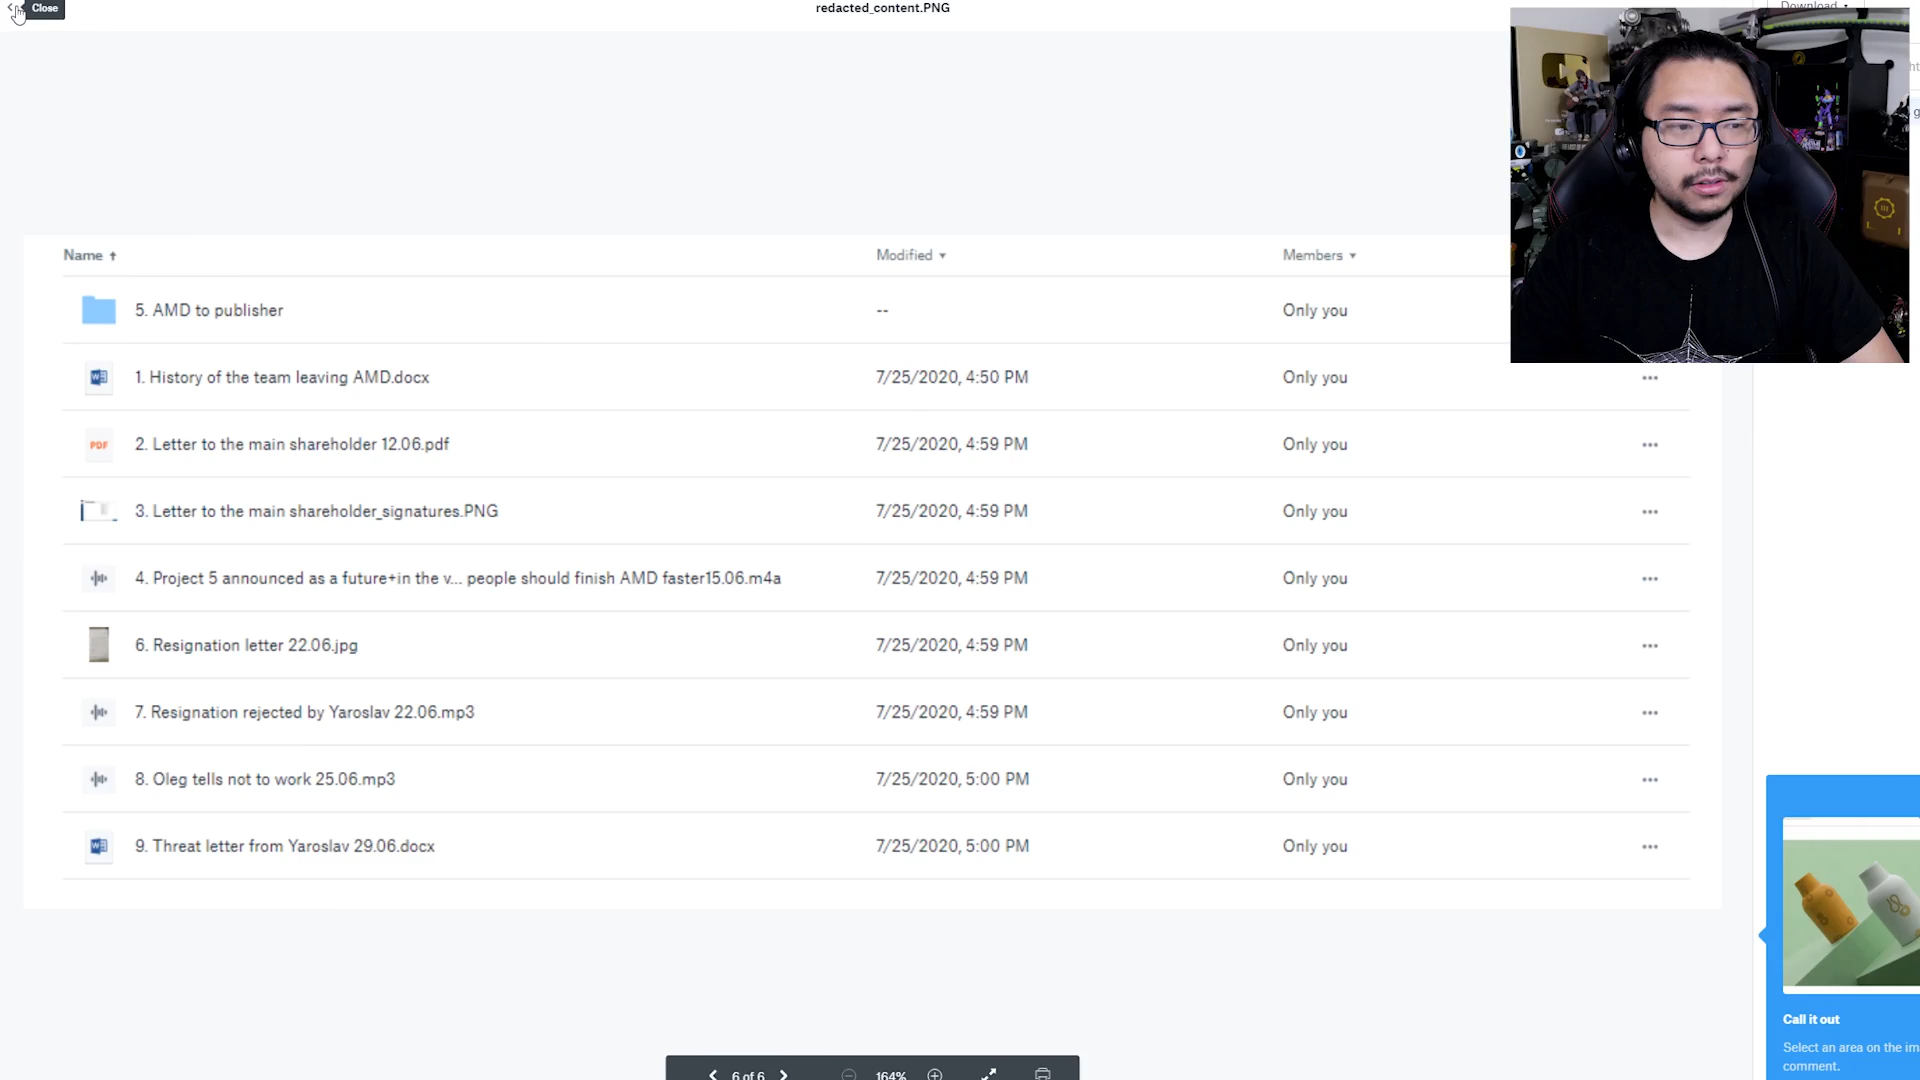 Close
redacted_content.PNG
Download
Name
Modified
Members
5. AMD to publisher
--
Only you
1. History of the team leaving AMD.docx
7/25/2020, 4:50 PM
Only you
2. Letter to the main shareholder 12.06.pdf
7/25/2020, 4:59 PM
Only you
3. Letter to the main shareholder_signatures.PNG
7/25/2020, 4:59 PM
Only you
4. Project 5 announced as a future+in the v... people should finish AMD faster15.06.m4a
7/25/2020, 4:59 PM
Only you
6. Resignation letter 22.06.jpg
7/25/2020, 4:59 PM
Only you
7. Resignation rejected by Yaroslav 22.06.mp3
7/25/2020, 4:59 PM
Only you
8. Oleg tells not to work 25.06.mp3
7/25/2020, 5:00 PM
Only you
9. Threat letter from Yaroslav 29.06.docx
7/25/2020, 5:00 PM
Only you
PDF
Call it out
Select an area on the im
comment.
6 of 6
164%